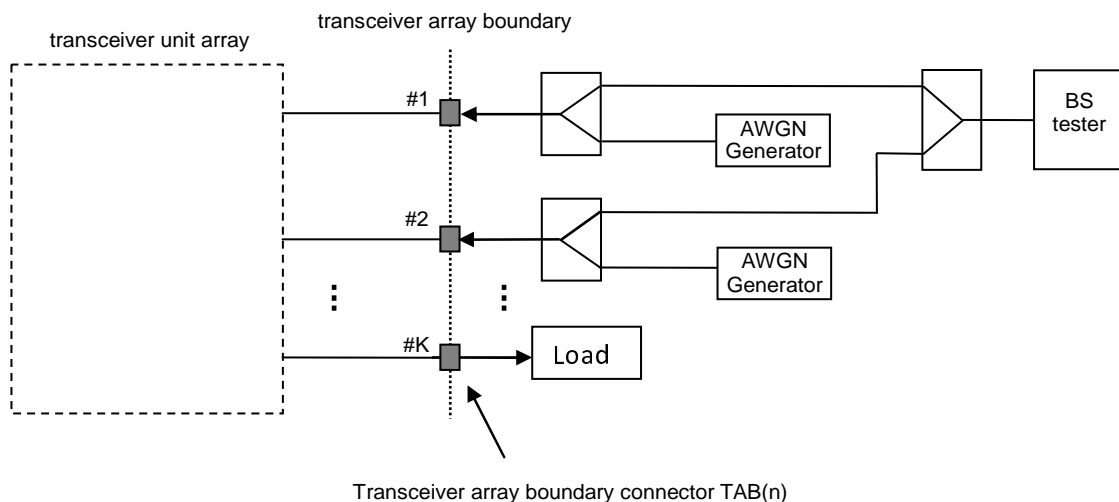 transceiver array boundary
transceiver unit array
#1
BS
tester
AWGN
Generator
#2
AWGN
Generator
#K
Load
Transceiver array boundary connector TAB(n)